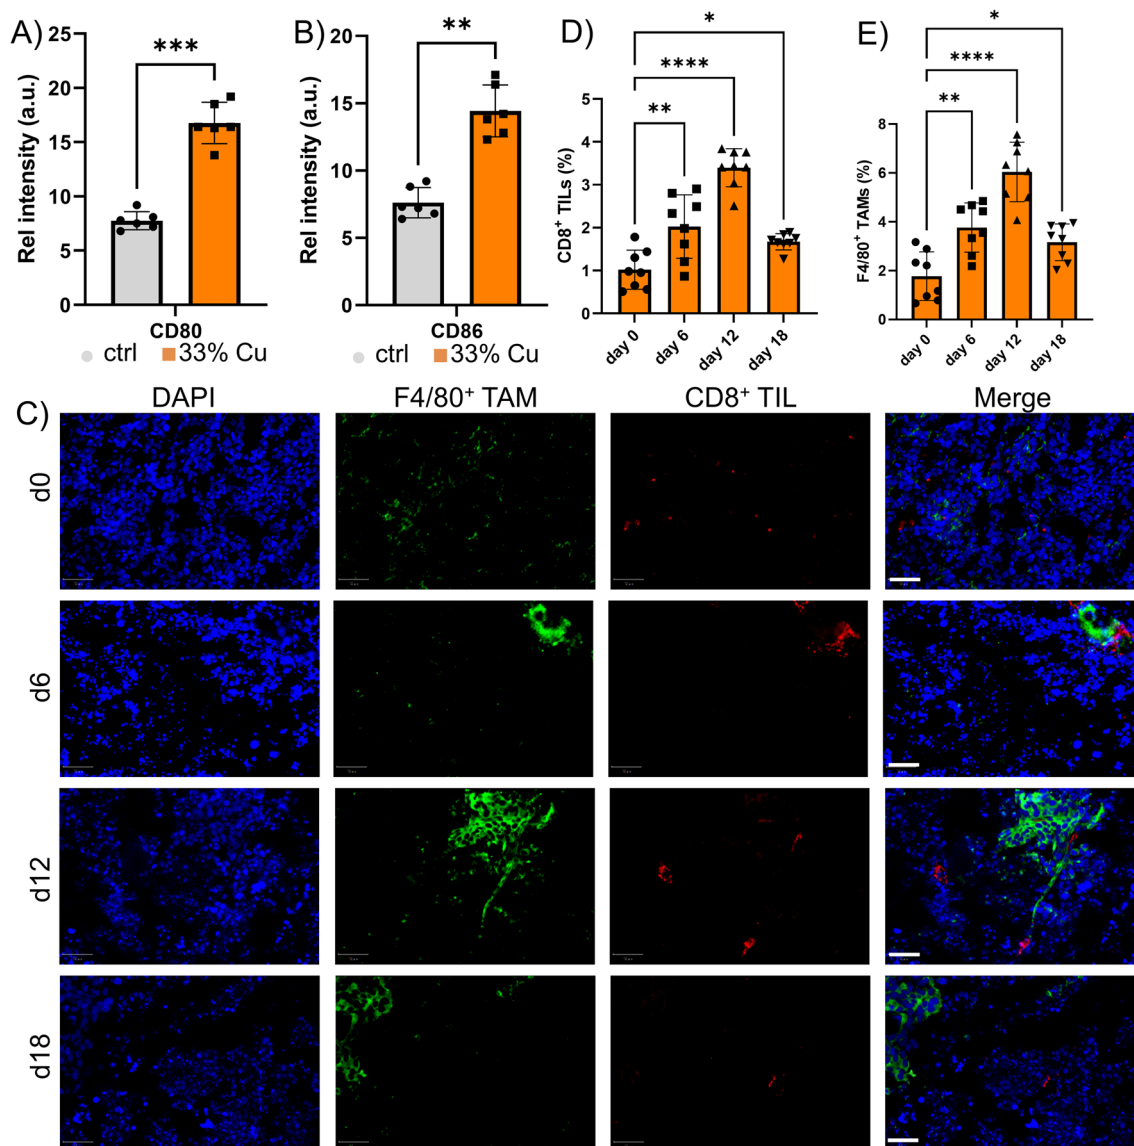 A)
Rel intensity (a.u.)
25
20
15
10
5
0
***
CD80
ctrl 33% Cu
B)
Rel intensity (a.u.)
20
15
10
5
0
**
CD86
ctrl 33% Cu
D)
CD8+ TILs (%)
5
4
3
2
1
0
*
****
**
day 0 day 6 day 12 day 18
E)
F4/80+ TAMs (%)
8
6
4
2
0
*
****
**
day 0 day 6 day 12 day 18
C)
DAPI F4/80+ TAM CD8+ TIL Merge
d0
d6
d12
d18